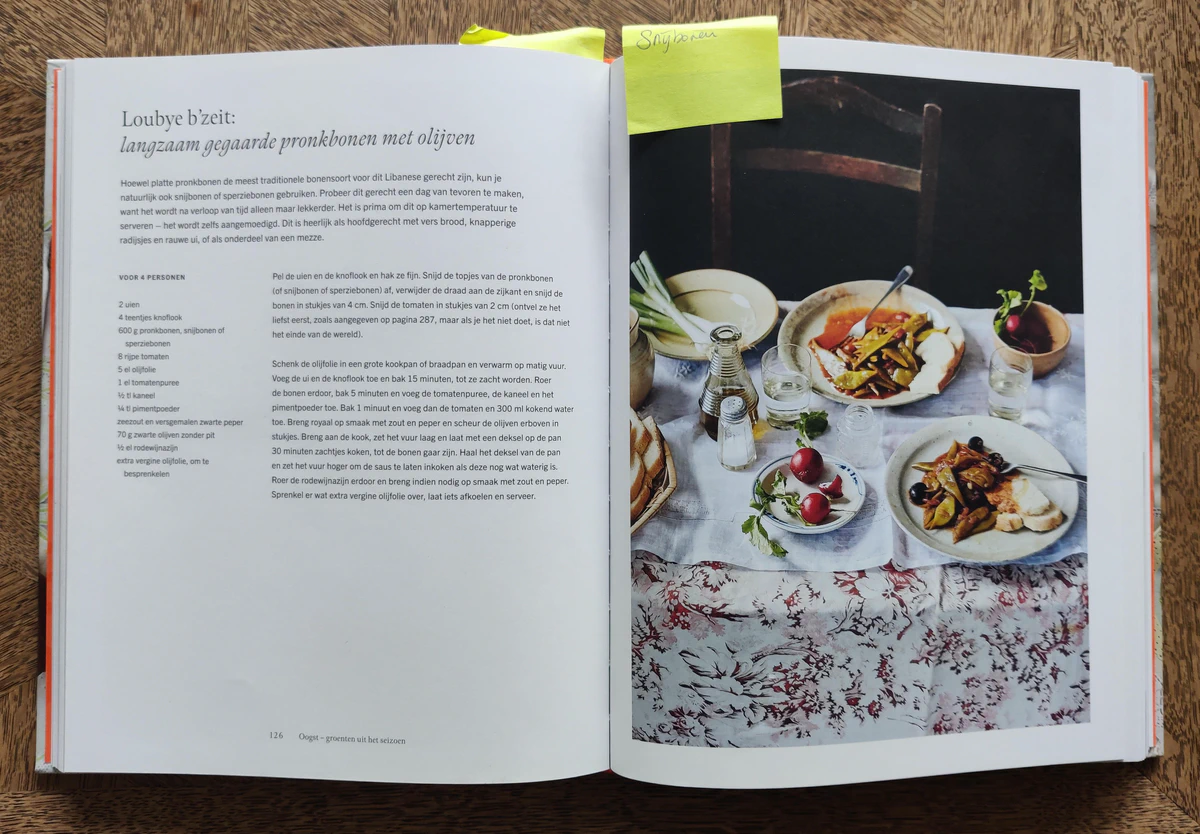 Snijbonen
Loubye b'zeit:
langzaam gegaarde pronkbonen met olijven
Hoewel platte pronkbonen de meest traditionele bonensoort voor dit Libanese gerecht zijn, kun je
natuurlijk ook snijbonen of sperziebonen gebruiken. Probeer dit gerecht een dag van tevoren te maken,
want het wordt na verloop van tijd alleen maar lekkerder. Het is prima om dit op kamertemperatuur te
serveren – het wordt zelfs aangemoedigd. Dit is heerlijk als hoofdgerecht met vers brood, knapperige
radijsjes en rauwe ui, of als onderdeel van een mezze.
VOOR 4 PERSONEN
2 uien
4 teentjes knoflook
600 g pronkbonen, snijbonen of
sperziebonen
8 rijpe tomaten
5 el olijfolie
1 el tomatenpuree
½ tl kaneel
¼ tl pimentpoeder
zeezout en versgemalen zwarte peper
70 g zwarte olijven zonder pit
½ el rodewijnazijn
extra vergine olijfolie, om te
besprenkelen
Pel de uien en de knoflook en hak ze fijn. Snijd de topjes van de pronkbonen
(of snijbonen of sperziebonen) af, verwijder de draad aan de zijkant en snijd de
bonen in stukjes van 4 cm. Snijd de tomaten in stukjes van 2 cm (ontvel ze het
liefst eerst, zoals aangegeven op pagina 287, maar als je het niet doet, is dat niet
het einde van de wereld).
Schenk de olijfolie in een grote kookpan of braadpan en verwarm op matig vuur.
Voeg de ui en de knoflook toe en bak 15 minuten, tot ze zacht worden. Roer
de bonen erdoor, bak 5 minuten en voeg de tomatenpuree, de kaneel en het
pimentpoeder toe. Bak 1 minuut en voeg dan de tomaten en 300 ml kokend water
toe. Breng royaal op smaak met zout en peper en scheur de olijven erboven in
stukjes. Breng aan de kook, zet het vuur laag en laat met een deksel op de pan
30 minuten zachtjes koken, tot de bonen gaar zijn. Haal het deksel van de pan
en zet het vuur hoger om de saus te laten inkoken als deze nog wat waterig is.
Roer de rodewijnazijn erdoor en breng indien nodig op smaak met zout en peper.
Sprenkel er wat extra vergine olijfolie over, laat iets afkoelen en serveer.
126 Oogst – groenten uit het seizoen